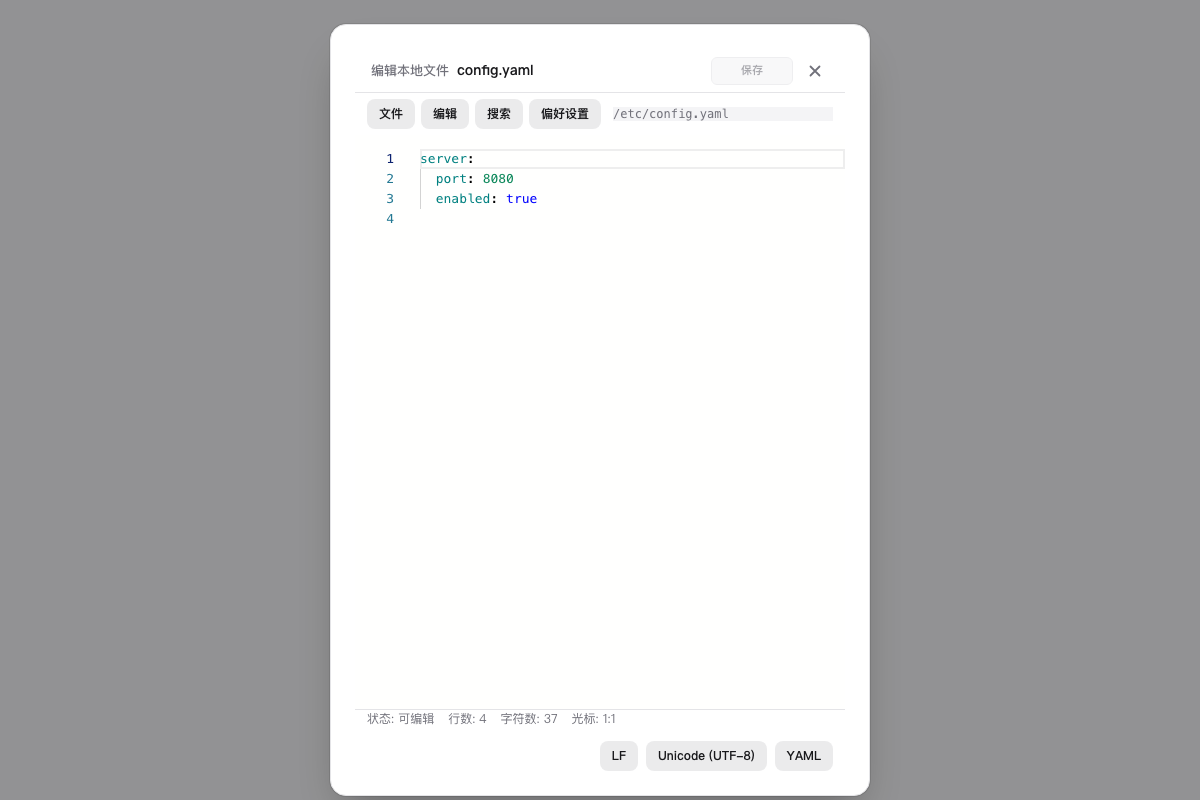 编辑本地文件 config.yaml 保存
文件 编辑 搜索 偏好设置 /etc/config.yaml
1 server:
2   port: 8080
3   enabled: true
4
状态: 可编辑 行数: 4 字符数: 37 光标: 1:1
LF Unicode (UTF-8) YAML